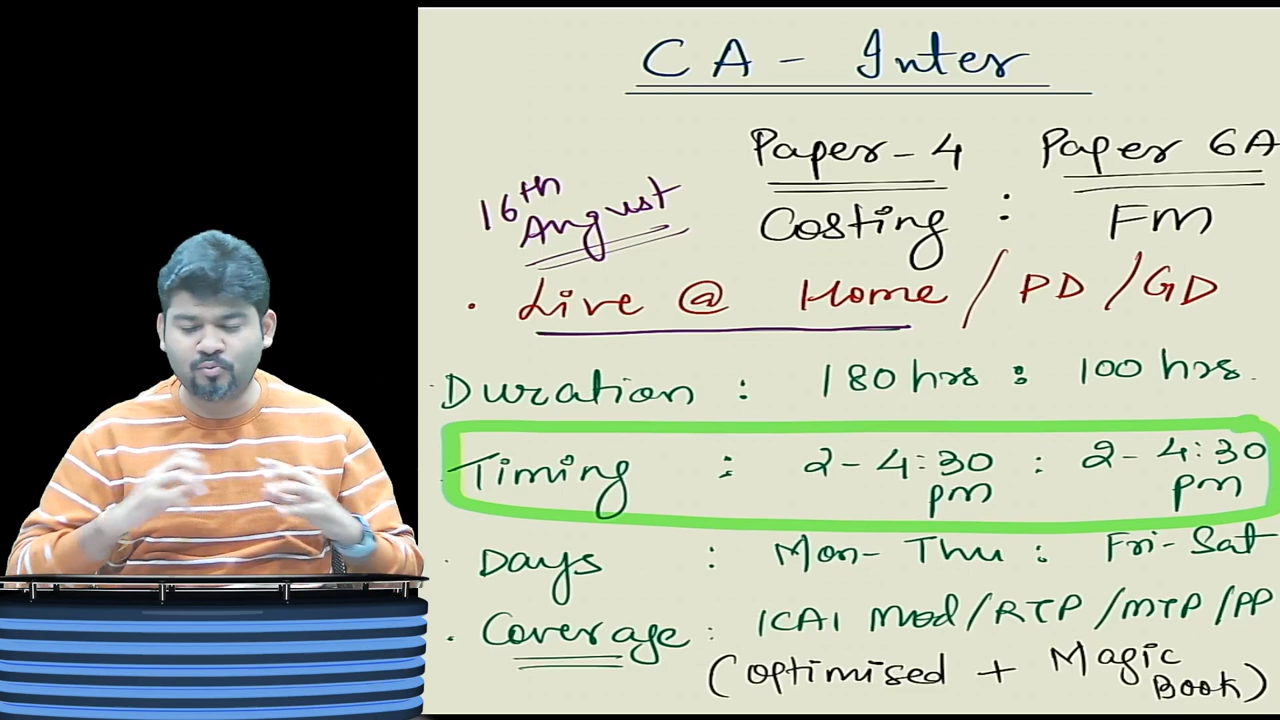 CA - Inter
Paper - 4 Paper 6A
16th August
Costing : FM
. Live @ Home / PD / GD
Duration : 180 hrs : 100 hrs.
Timing : 2 - 4:30 pm : 2 - 4:30 pm
. Days : Mon - Thu : Fri - Sat
. Coverage : ICAI Mod / RTP / MTP / PP
(Optimised + Magic Book)